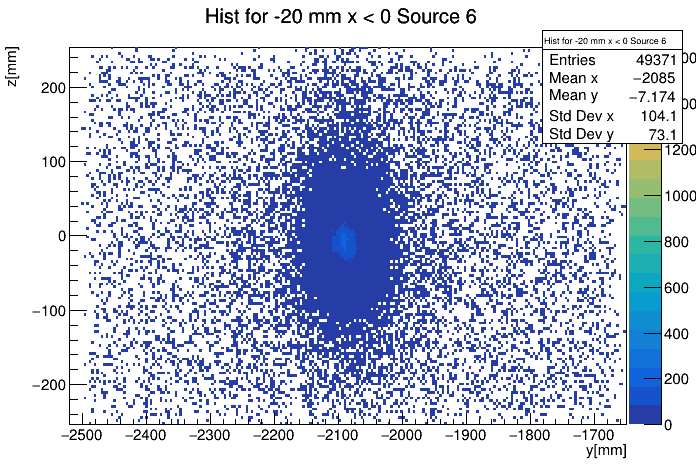 Hist for -20 mm x < 0 Source 6
Hist for -20 mm x < 0 Source 6
Entries 49371
Mean x −2085
Mean y −7.174
Std Dev x 104.1
Std Dev y 73.1
z[mm]
200
100
0
−100
−200
−2500 −2400 −2300 −2200 −2100 −2000 −1900 −1800 −1700
y[mm]
1200
1000
800
600
400
200
0